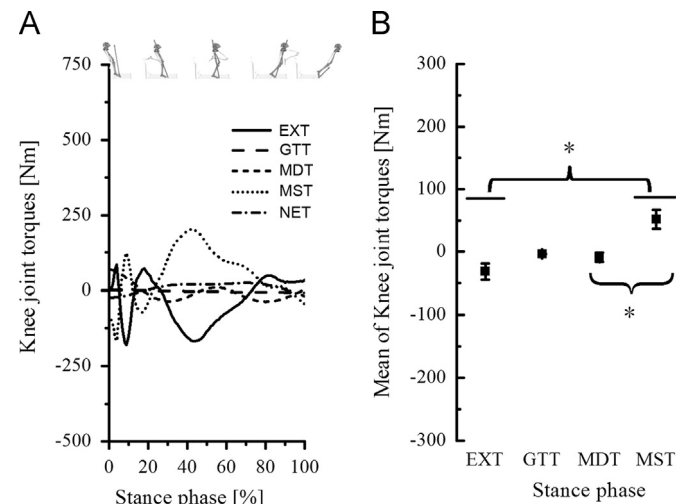 A
750
500
250
0
-250
-500
Knee joint torques [Nm]
EXT
GTT
MDT
MST
NET
0 20 40 60 80 100
Stance phase [%]
B
300
200
100
0
-100
-200
-300
Mean of Knee joint torques [Nm]
*
*
EXT GTT MDT MST
Stance phase